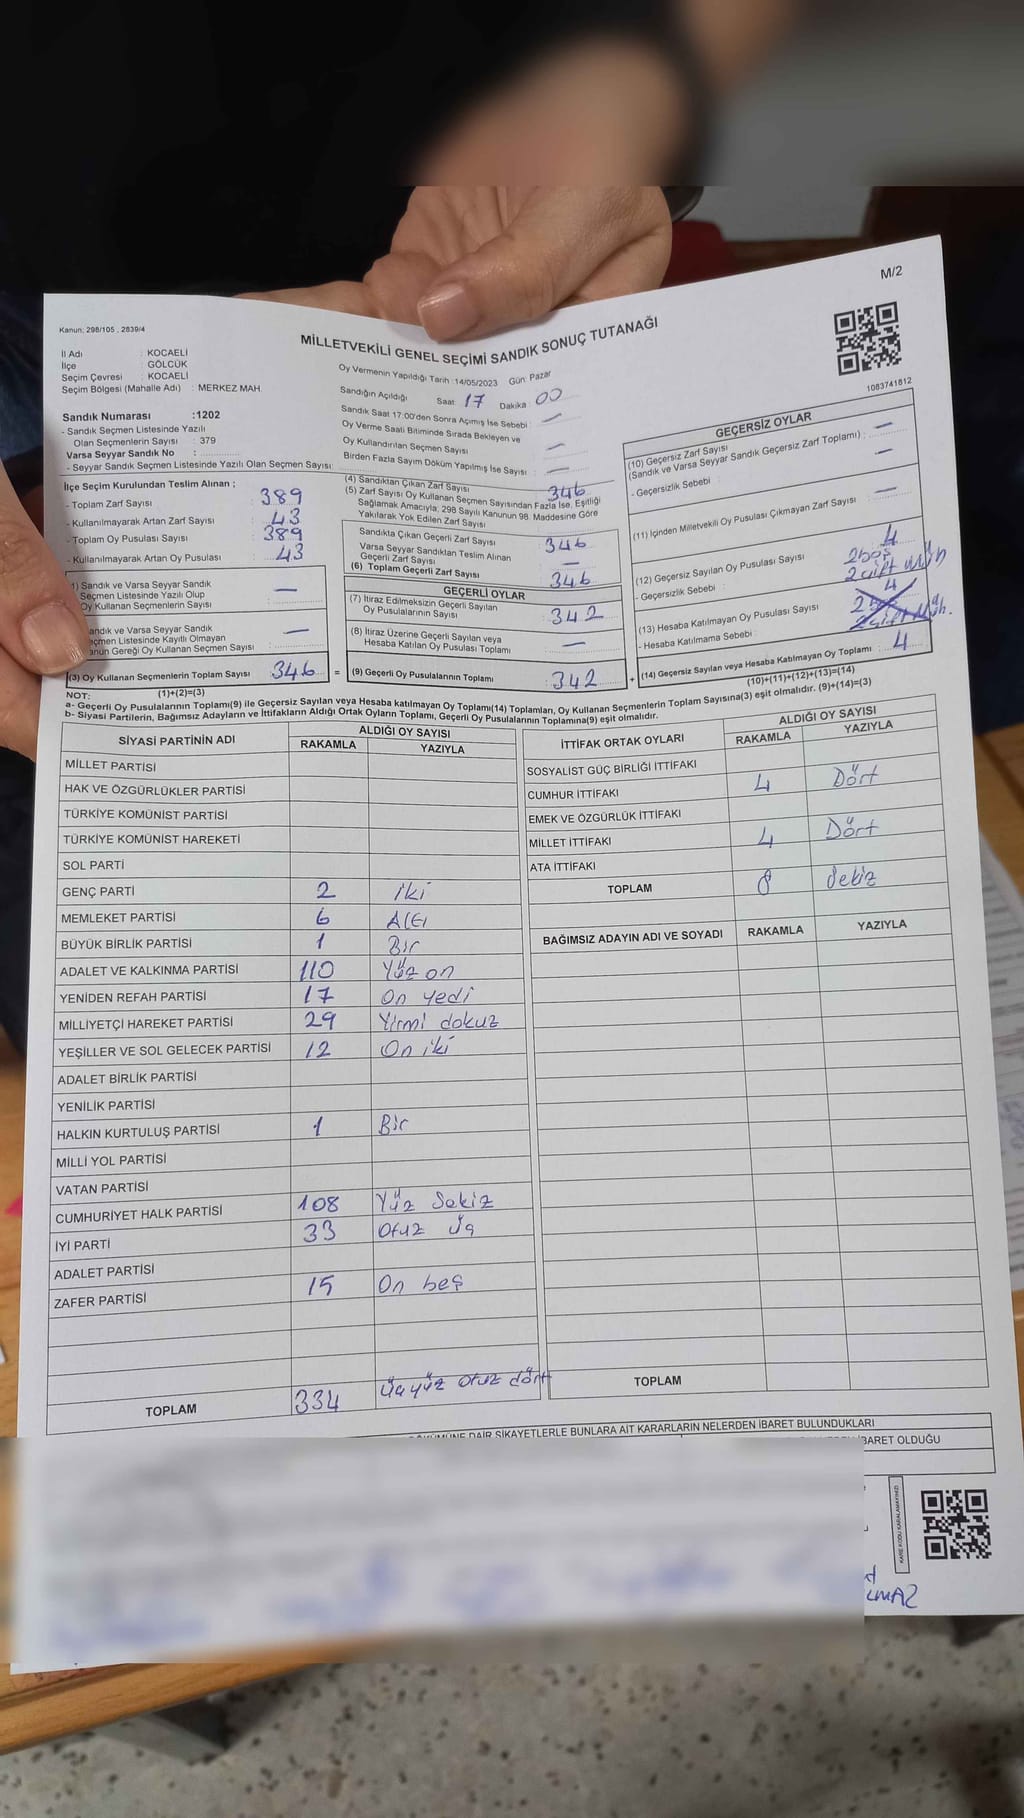 M/2
Kanun: 298/105 , 2839/4
MİLLETVEKİLİ GENEL SEÇİMİ SANDIK SONUÇ TUTANAĞI
İl Adı : KOCAELİ
İlçe : GÖLCÜK
Seçim Çevresi : KOCAELİ
Seçim Bölgesi (Mahalle Adı) : MERKEZ MAH.
Sandık Numarası :1202
- Sandık Seçmen Listesinde Yazılı
Olan Seçmenlerin Sayısı : 379
Varsa Seyyar Sandık No :
- Seyyar Sandık Seçmen Listesinde Yazılı Olan Seçmen Sayısı:
İlçe Seçim Kurulundan Teslim Alınan ;
- Toplam Zarf Sayısı : 389
- Kullanılmayarak Artan Zarf Sayısı : 43
- Toplam Oy Pusulası Sayısı : 389
- Kullanılmayarak Artan Oy Pusulası : 43
1) Sandık ve Varsa Seyyar Sandık
Seçmen Listesinde Yazılı Olup
Oy Kullanan Seçmenlerin Sayısı : —
andık ve Varsa Seyyar Sandık
eçmen Listesinde Kayıtlı Olmayan
anun Gereği Oy Kullanan Seçmen Sayısı : —
(3) Oy Kullanan Seçmenlerin Toplam Sayısı : 346 =
(1)+(2)=(3)
Oy Vermenin Yapıldığı Tarih :14/05/2023 Gün Pazar
Sandığın Açıldığı Saat: 17 Dakika: 00
Sandık Saat 17:00'den Sonra Açımış İse Sebebi : —
Oy Verme Saati Bitiminde Sırada Bekleyen ve
Oy Kullandırılan Seçmen Sayısı : —
Birden Fazla Sayım Döküm Yapılmış İse Sayısı : —
(4) Sandıktan Çıkan Zarf Sayısı : 346
(5) Zarf Sayısı Oy Kullanan Seçmen Sayısından Fazla İse, Eşitliği
Sağlamak Amacıyla; 298 Sayılı Kanunun 98. Maddesine Göre
Yakılarak Yok Edilen Zarf Sayısı
Sandıkta Çıkan Geçerli Zarf Sayısı : 346
Varsa Seyyar Sandıktan Teslim Alınan
Geçerli Zarf Sayısı : —
(6) Toplam Geçerli Zarf Sayısı : 346
GEÇERLİ OYLAR
(7) İtiraz Edilmeksizin Geçerli Sayılan
Oy Pusulalarının Sayısı : 342
(8) İtiraz Üzerine Geçerli Sayılan veya
Hesaba Katılan Oy Pusulası Toplamı : —
(9) Geçerli Oy Pusulalarının Toplamı : 342 +
1083741812
GEÇERSİZ OYLAR
(10) Geçersiz Zarf Sayısı : —
(Sandık ve Varsa Seyyar Sandık Geçersiz Zarf Toplamı) : —
- Geçersizlik Sebebi :
(11) İçinden Milletvekili Oy Pusulası Çıkmayan Zarf Sayısı : —
(12) Geçersiz Sayılan Oy Pusulası Sayısı : 4
- Geçersizlik Sebebi : 2 boş
2 çift Müh
(13) Hesaba Katılmayan Oy Pusulası Sayısı : 4
- Hesaba Katılmama Sebebi : 2 boş
2 çift Müh.
(14) Geçersiz Sayılan veya Hesaba Katılmayan Oy Toplamı : 4
(10)+(11)+(12)+(13)=(14)
NOT:
a- Geçerli Oy Pusulalarının Toplamı(9) ile Geçersiz Sayılan veya Hesaba katılmayan Oy Toplamı(14) Toplamları, Oy Kullanan Seçmenlerin Toplam Sayısına(3) eşit olmalıdır. (9)+(14)=(3)
b- Siyasi Partilerin, Bağımsız Adayların ve İttifakların Aldığı Ortak Oyların Toplamı, Geçerli Oy Pusulalarının Toplamına(9) eşit olmalıdır.
SİYASİ PARTİNİN ADI ALDIĞI OY SAYISI
RAKAMLA YAZIYLA
MİLLET PARTİSİ
HAK VE ÖZGÜRLÜKLER PARTİSİ
TÜRKİYE KOMÜNİST PARTİSİ
TÜRKİYE KOMÜNİST HAREKETİ
SOL PARTİ
GENÇ PARTİ 2 iki
MEMLEKET PARTİSİ 6 Altı
BÜYÜK BİRLİK PARTİSİ 1 Bir
ADALET VE KALKINMA PARTİSİ 110 Yüz on
YENİDEN REFAH PARTİSİ 17 On yedi
MİLLİYETÇİ HAREKET PARTİSİ 29 Yirmi dokuz
YEŞİLLER VE SOL GELECEK PARTİSİ 12 On iki
ADALET BİRLİK PARTİSİ
YENİLİK PARTİSİ
HALKIN KURTULUŞ PARTİSİ 1 Bir
MİLLİ YOL PARTİSİ
VATAN PARTİSİ
CUMHURİYET HALK PARTİSİ 108 Yüz Sekiz
İYİ PARTİ 33 Otuz üç
ADALET PARTİSİ
ZAFER PARTİSİ 15 On beş
TOPLAM 334 üçyüz otuz dört
İTTİFAK ORTAK OYLARI ALDIĞI OY SAYISI
RAKAMLA YAZIYLA
SOSYALİST GÜÇ BİRLİĞİ İTTİFAKI
CUMHUR İTTİFAKI 4 Dört
EMEK VE ÖZGÜRLÜK İTTİFAKI
MİLLET İTTİFAKI 4 Dört
ATA İTTİFAKI
TOPLAM 8 Sekiz
BAĞIMSIZ ADAYIN ADI VE SOYADI RAKAMLA YAZIYLA
TOPLAM
DAİR ŞİKAYETLERLE BUNLARA AİT KARARLARIN NELERDEN İBARET BULUNDUKLARI
İBARET OLDUĞU
KARE KODU KARALAMAYINIZ!
LMAZ